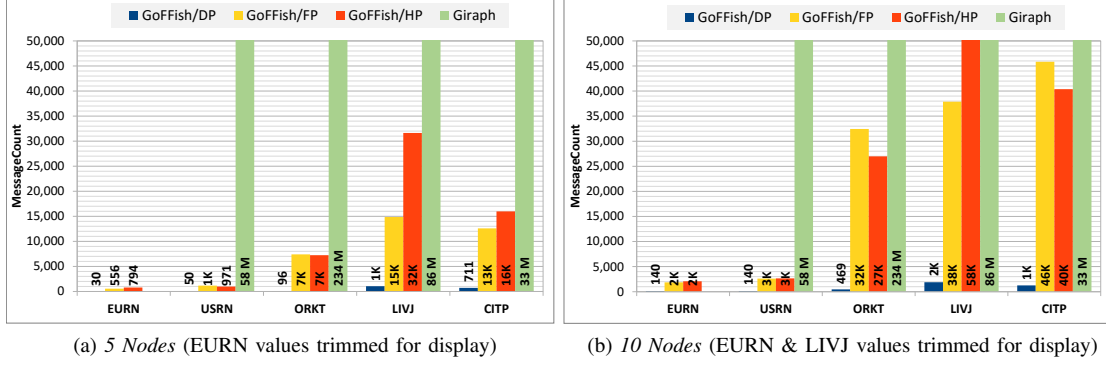 GoFFish/DP GoFFish/FP GoFFish/HP Giraph
50,000
45,000
40,000
35,000
30,000
25,000
20,000
15,000
10,000
5,000
0
MessageCount
30 556 794
50 1K 971 58 M
96 7K 7K 234 M
1K 15K 32K 86 M
711 13K 16K 33 M
EURN USRN ORKT LIVJ CITP
(a) 5 Nodes (EURN values trimmed for display)
GoFFish/DP GoFFish/FP GoFFish/HP Giraph
50,000
45,000
40,000
35,000
30,000
25,000
20,000
15,000
10,000
5,000
0
MessageCount
140 2K 2K
140 3K 3K 58 M
469 32K 27K 234 M
2K 38K 58K 86 M
1K 46K 40K 33 M
EURN USRN ORKT LIVJ CITP
(b) 10 Nodes (EURN & LIVJ values trimmed for display)